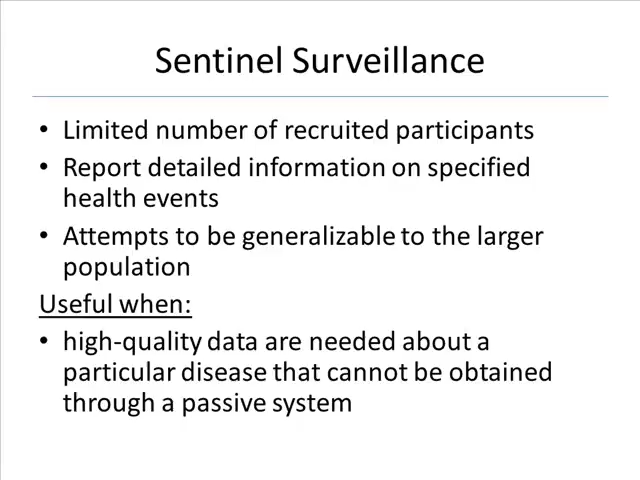 Sentinel Surveillance
• Limited number of recruited participants
• Report detailed information on specified
health events
• Attempts to be generalizable to the larger
population
Useful when:
• high-quality data are needed about a
particular disease that cannot be obtained
through a passive system